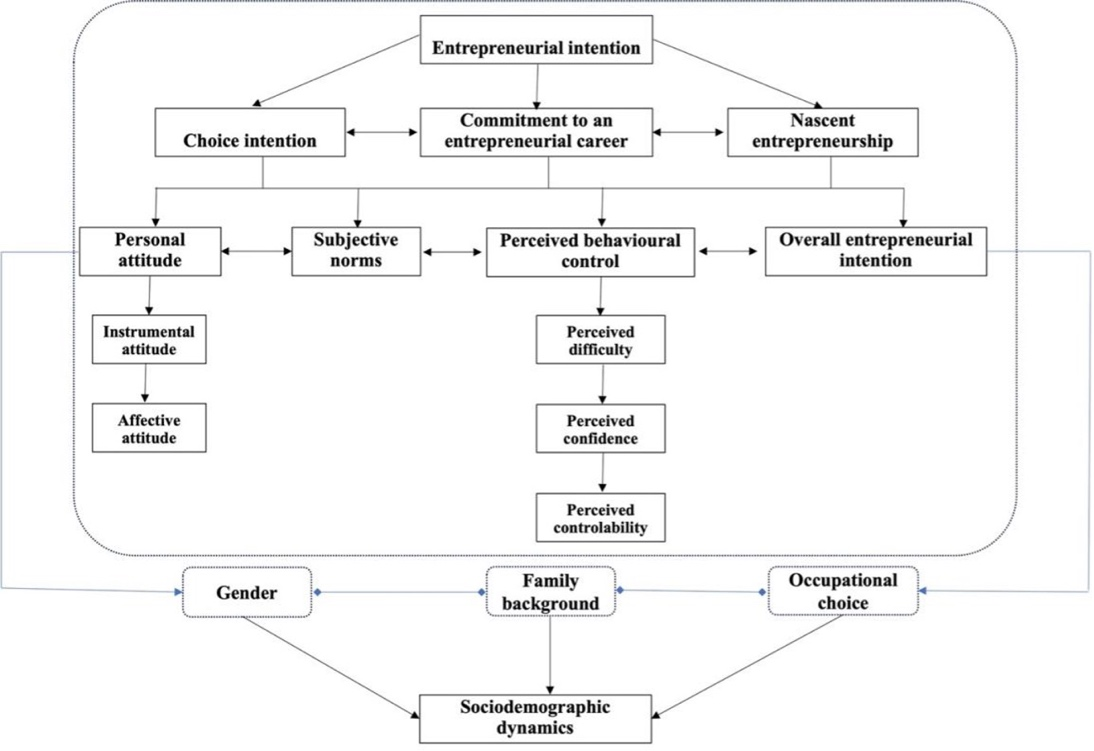 Entrepreneurial intention
Choice intention
Commitment to an
entrepreneurial career
Nascent
entrepreneurship
Personal
attitude
Subjective
norms
Perceived behavioural
control
Overall entrepreneurial
intention
Instrumental
attitude
Perceived
difficulty
Affective
attitude
Perceived
confidence
Perceived
controlability
Gender
Family
background
Occupational
choice
Sociodemographic
dynamics